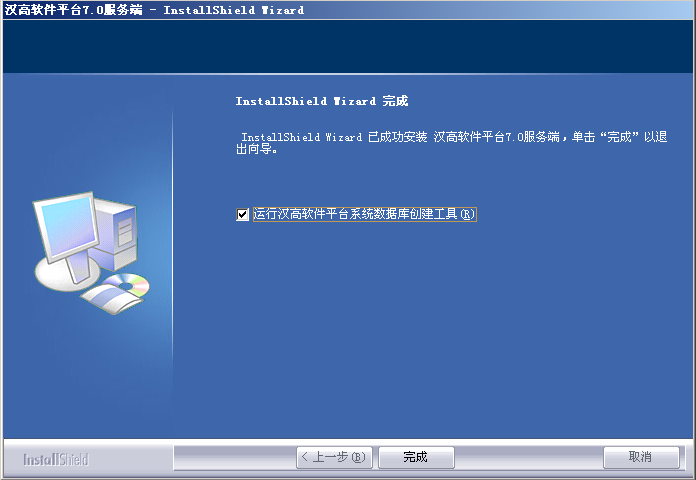 汉高软件平台7.0服务端 - InstallShield Wizard
InstallShield Wizard 完成
InstallShield Wizard 已成功安装 汉高软件平台7.0服务端，单击“完成”以退
出向导。
运行汉高软件平台系统数据库创建工具(R)
InstallShield
< 上一步(B)
完成
取消